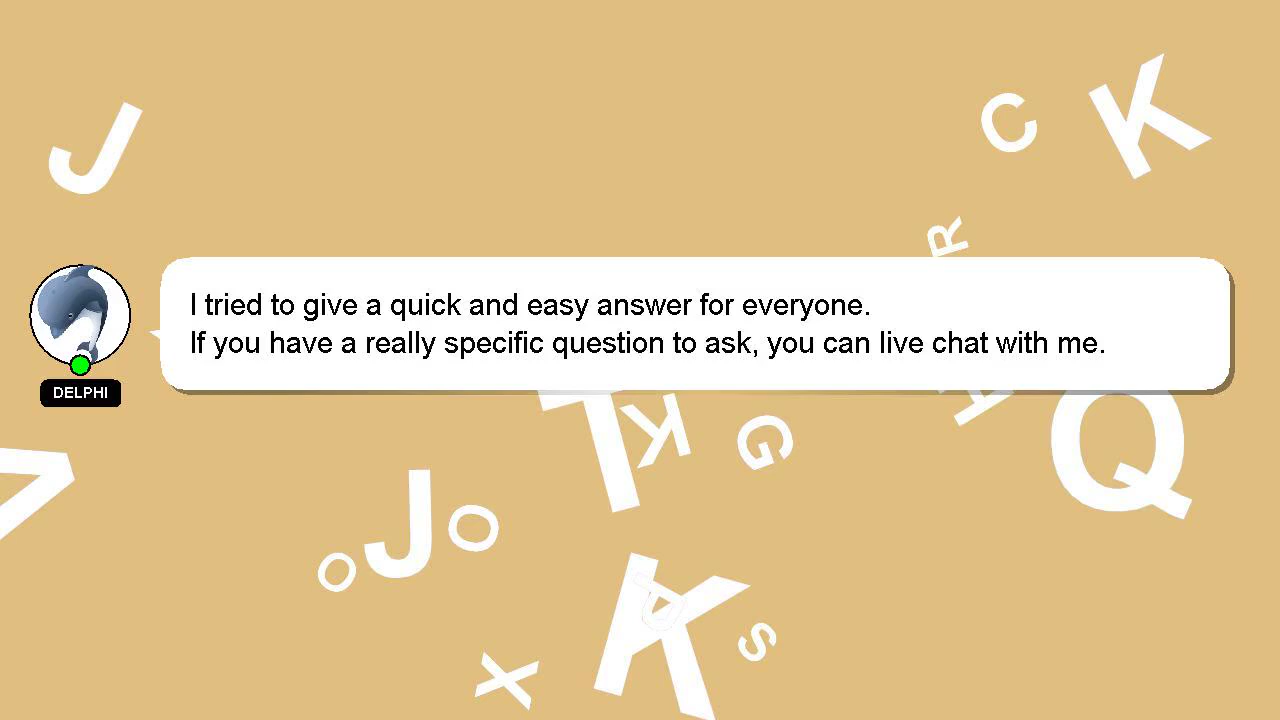 J
C
K
R
I tried to give a quick and easy answer for everyone.
If you have a really specific question to ask, you can live chat with me.
DELPHI
T
K
G
Q
J
O
O
K
S
X